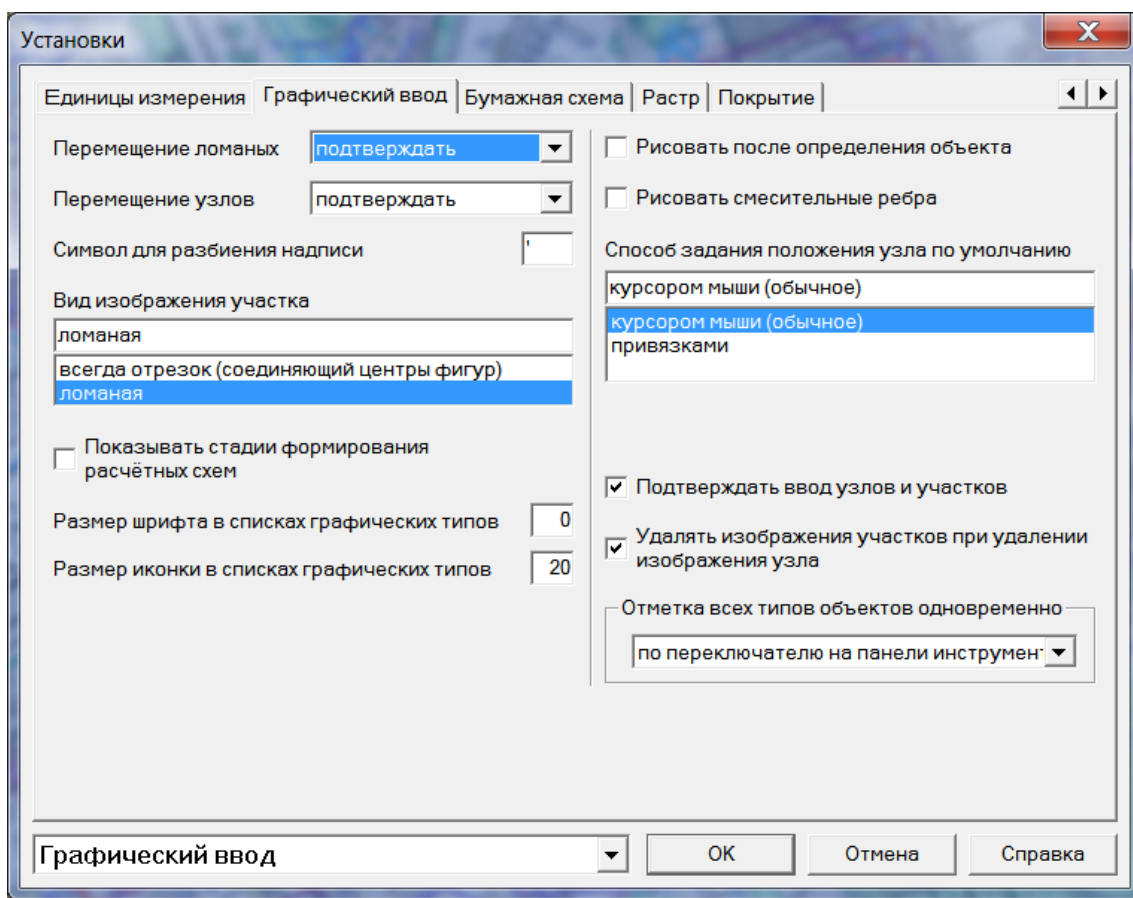 Установки
Единицы измерения
Графический ввод
Бумажная схема
Растр
Покрытие
Перемещение ломаных
подтверждать
Перемещение узлов
подтверждать
Символ для разбиения надписи
'
Вид изображения участка
ломаная
всегда отрезок (соединяющий центры фигур)
ломаная
Показывать стадии формирования
расчётных схем
Размер шрифта в списках графических типов
0
Размер иконки в списках графических типов
20
Рисовать после определения объекта
Рисовать смесительные ребра
Способ задания положения узла по умолчанию
курсором мыши (обычное)
курсором мыши (обычное)
привязками
Подтверждать ввод узлов и участков
Удалять изображения участков при удалении
изображения узла
Отметка всех типов объектов одновременно
по переключателю на панели инструмент
Графический ввод
OK
Отмена
Справка